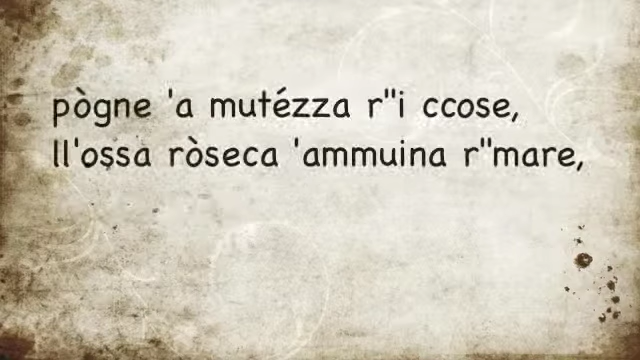 pògne 'a mutézza r''i ccose,
ll'ossa ròseca 'ammuina r''mare,